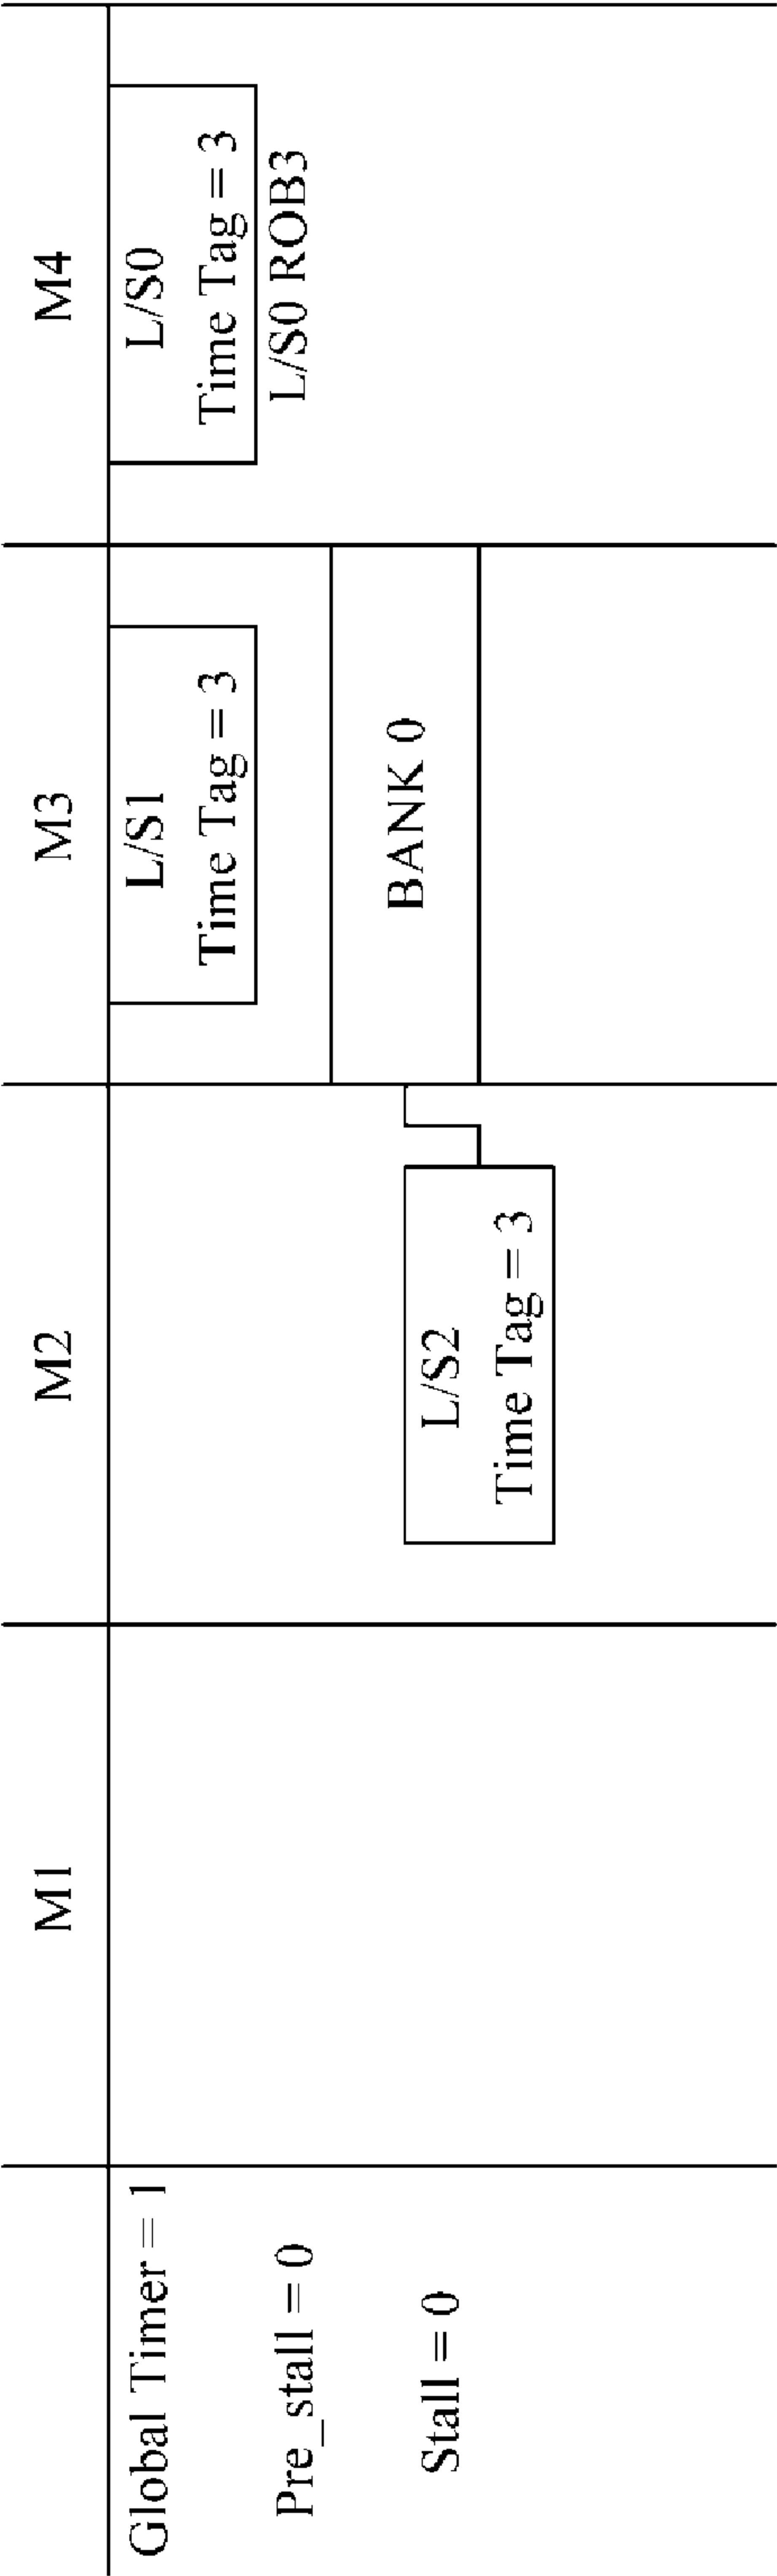 M1
M2
M3
M4
Global Timer = 1
Pre_stall = 0
Stall = 0
L/S2
Time Tag = 3
L/S1
Time Tag = 3
BANK 0
L/S0
Time Tag = 3
L/S0 ROB3